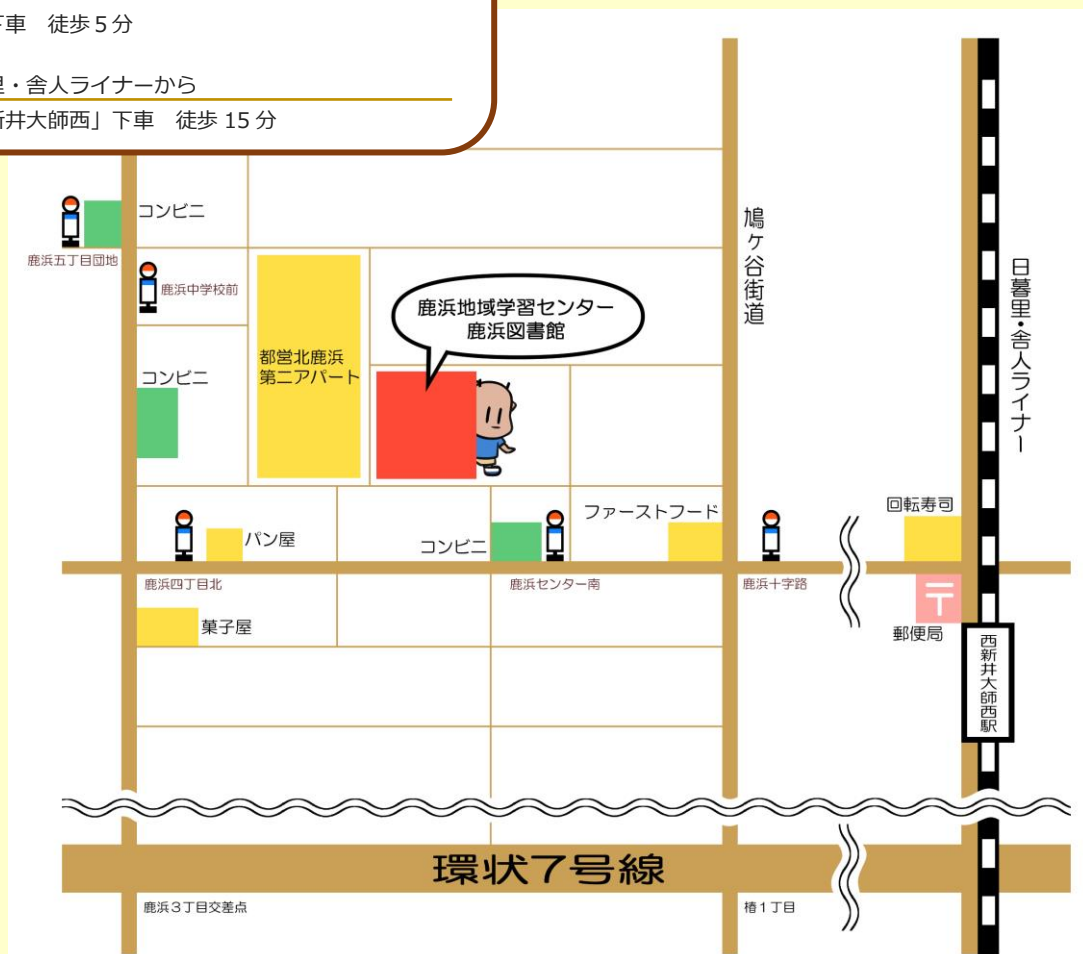 下車 徒歩5分
里・舎人ライナーから
新井大師西」下車 徒歩 15 分
コンビニ
鹿浜五丁目団地
鹿浜中学校前
鳩ヶ谷街道
日暮里・舎人ライナー
鹿浜地域学習センター
鹿浜図書館
都営北鹿浜
第二アパート
コンビニ
回転寿司
ファーストフード
パン屋
コンビニ
鹿浜四丁目北
鹿浜センター南
鹿浜十字路
〒
郵便局
菓子屋
西新井大師西駅
環状7号線
鹿浜3丁目交差点
椿1丁目